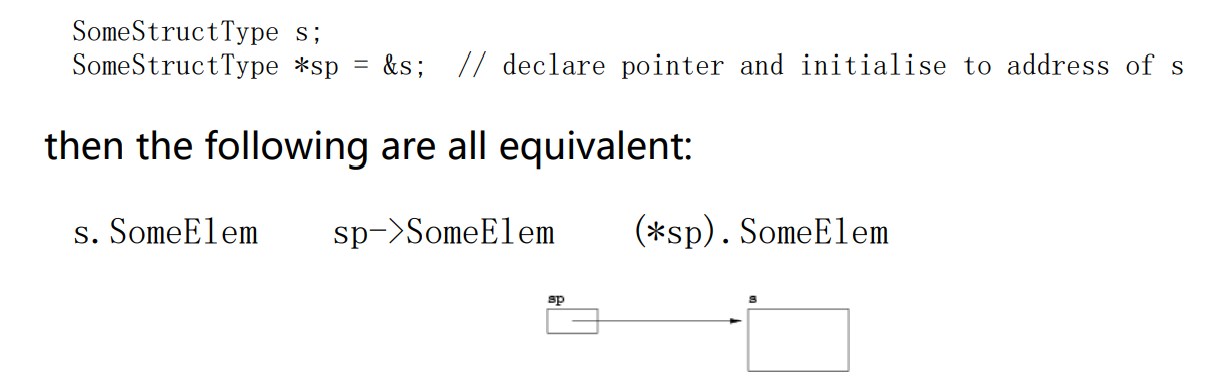 SomeStructType s;
SomeStructType *sp = &s;  // declare pointer and initialise to address of s
then the following are all equivalent:
s.SomeElem    sp->SomeElem    (*sp).SomeElem
sp    s